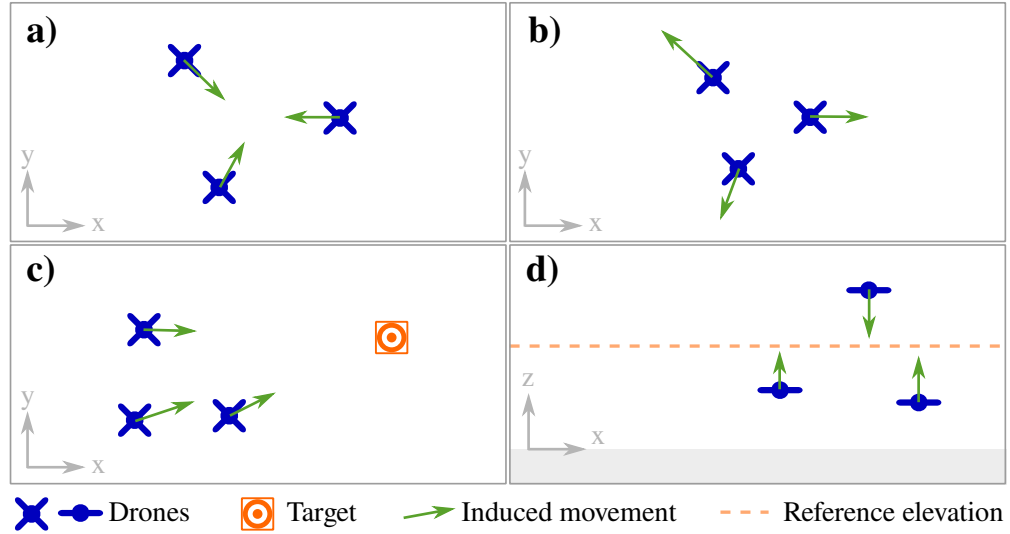 a)
y
x
b)
y
x
c)
y
x
d)
z
x
Drones Target Induced movement Reference elevation